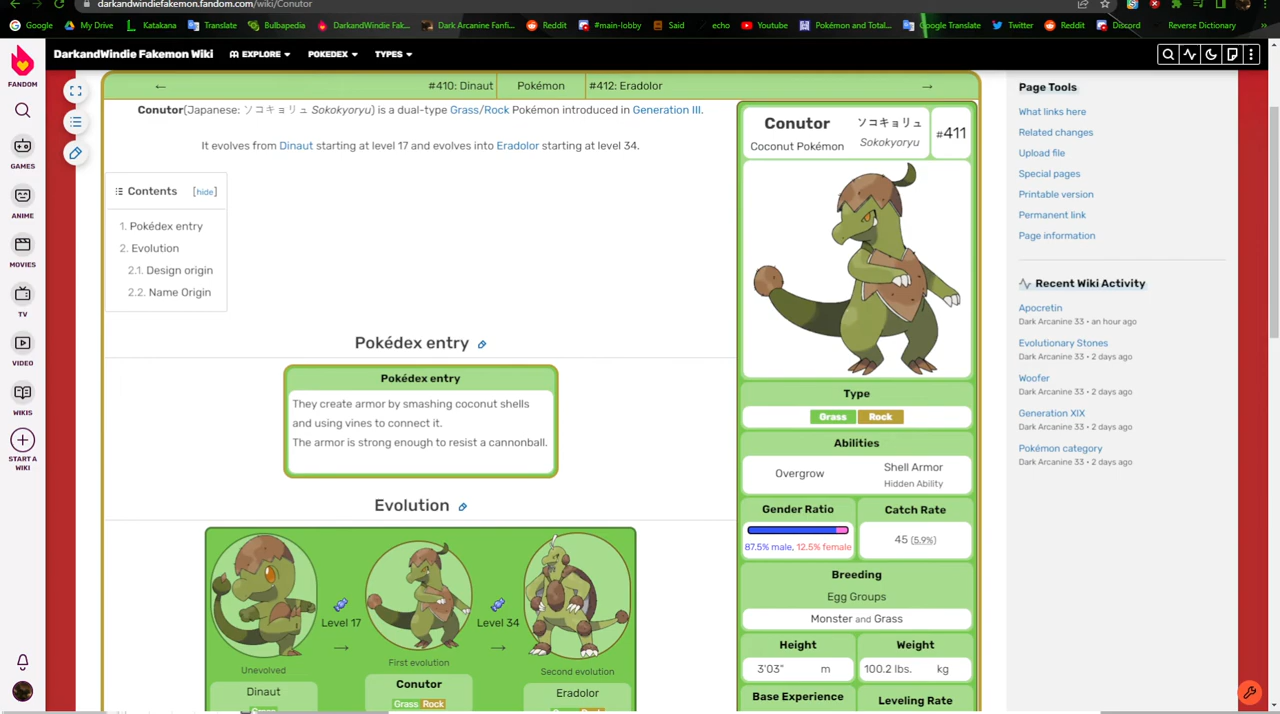 darkandwindiefakemon.fandom.com/wiki/Conutor
Google
My Drive
Katakana
Translate
Bulbapedia
DarkandWindie Fak...
Dark Arcanine Fanfi...
Reddit
#main-lobby
Said
echo
YouTube
Pokémon and Total...
Google Translate
Twitter
Reddit
Discord
Reverse Dictionary
»
FANDOM
GAMES
ANIME
MOVIES
TV
VIDEO
WIKIS
START A
WIKI
DarkandWindie Fakemon Wiki
EXPLORE
POKEDEX
TYPES
← #410: Dinaut Pokémon #412: Eradolor →
Conutor(Japanese: ソコキョリュ Sokokyoryu) is a dual-type Grass/Rock Pokémon introduced in Generation III.
It evolves from Dinaut starting at level 17 and evolves into Eradolor starting at level 34.
Contents [hide]
1. Pokédex entry
2. Evolution
2.1. Design origin
2.2. Name Origin
Pokédex entry
Pokédex entry
They create armor by smashing coconut shells
and using vines to connect it.
The armor is strong enough to resist a cannonball.
Evolution
Level 17
→
Level 34
→
Unevolved
First evolution
Second evolution
Dinaut
Conutor
Eradolor
Grass Rock
Conutor
Coconut Pokémon
ソコキョリュ
Sokokyoryu
#411
Type
Grass Rock
Abilities
Overgrow
Shell Armor
Hidden Ability
Gender Ratio
87.5% male, 12.5% female
Catch Rate
45 (5.9%)
Breeding
Egg Groups
Monster and Grass
Height
3'03" m
Weight
100.2 lbs. kg
Base Experience
Leveling Rate
Page Tools
What links here
Related changes
Upload file
Special pages
Printable version
Permanent link
Page information
Recent Wiki Activity
Apocretin
Dark Arcanine 33 • an hour ago
Evolutionary Stones
Dark Arcanine 33 • 2 days ago
Woofer
Dark Arcanine 33 • 2 days ago
Generation XIX
Dark Arcanine 33 • 2 days ago
Pokémon category
Dark Arcanine 33 • 2 days ago